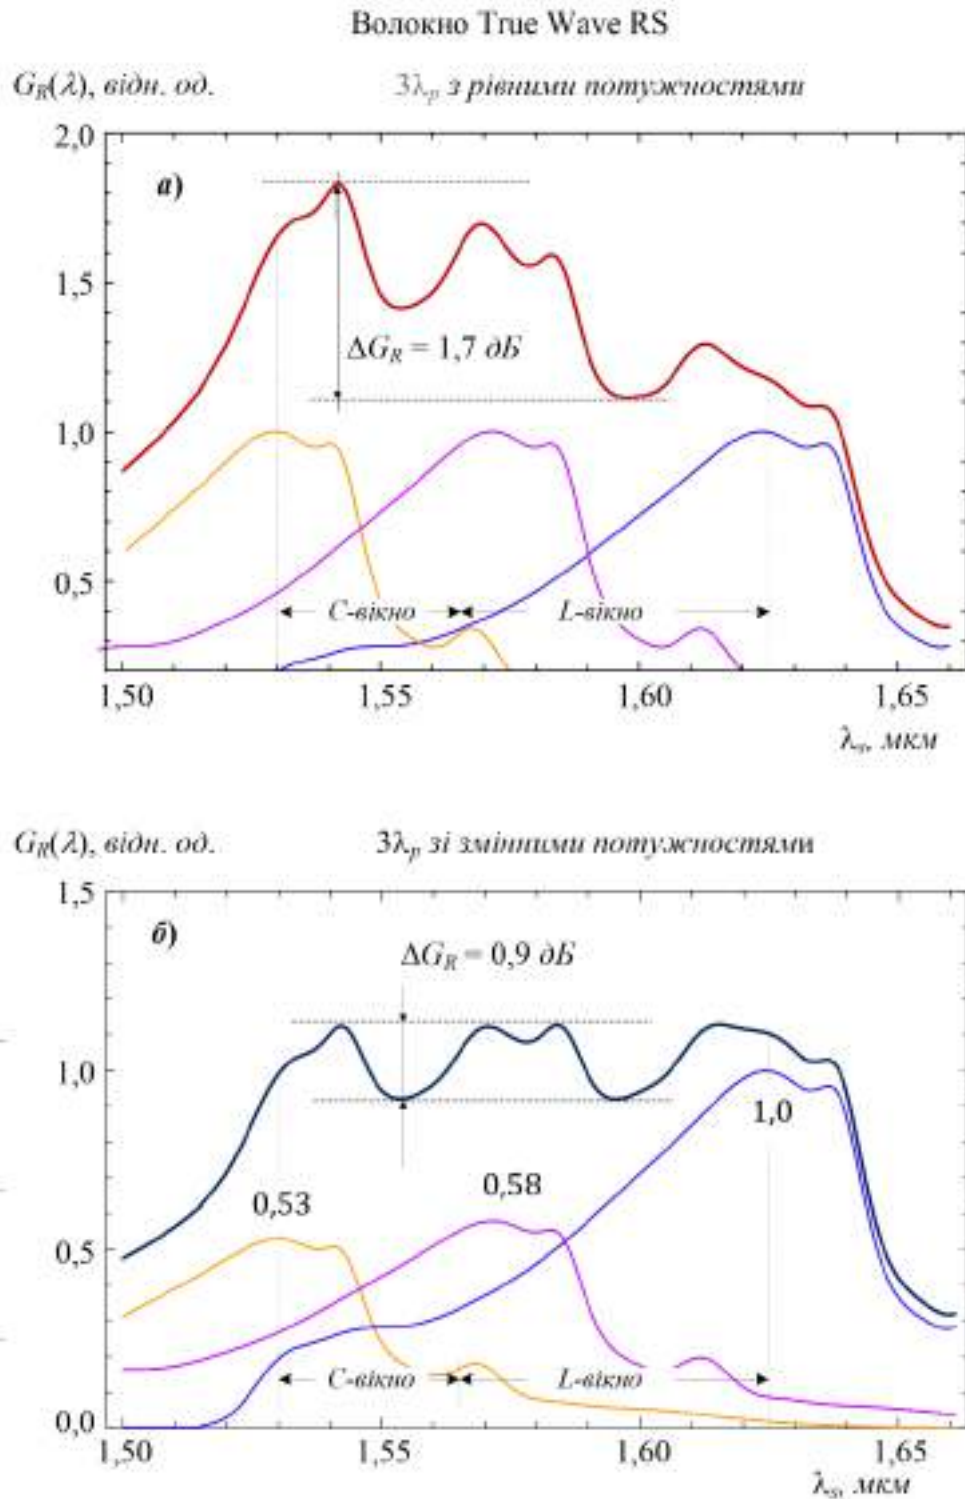 Волокно True Wave RS
G_R(λ), відн. од. 3λ_p з рівними потужностями
2,0
а)
1,5
ΔG_R = 1,7 дБ
1,0
0,5
С-вікно L-вікно
1,50 1,55 1,60 1,65
λ_s, мкм
G_R(λ), відн. од. 3λ_p зі змінними потужностями
1,5
б)
ΔG_R = 0,9 дБ
1,0
1,0
0,53 0,58
0,5
С-вікно L-вікно
0,0
1,50 1,55 1,60 1,65
λ_s, мкм